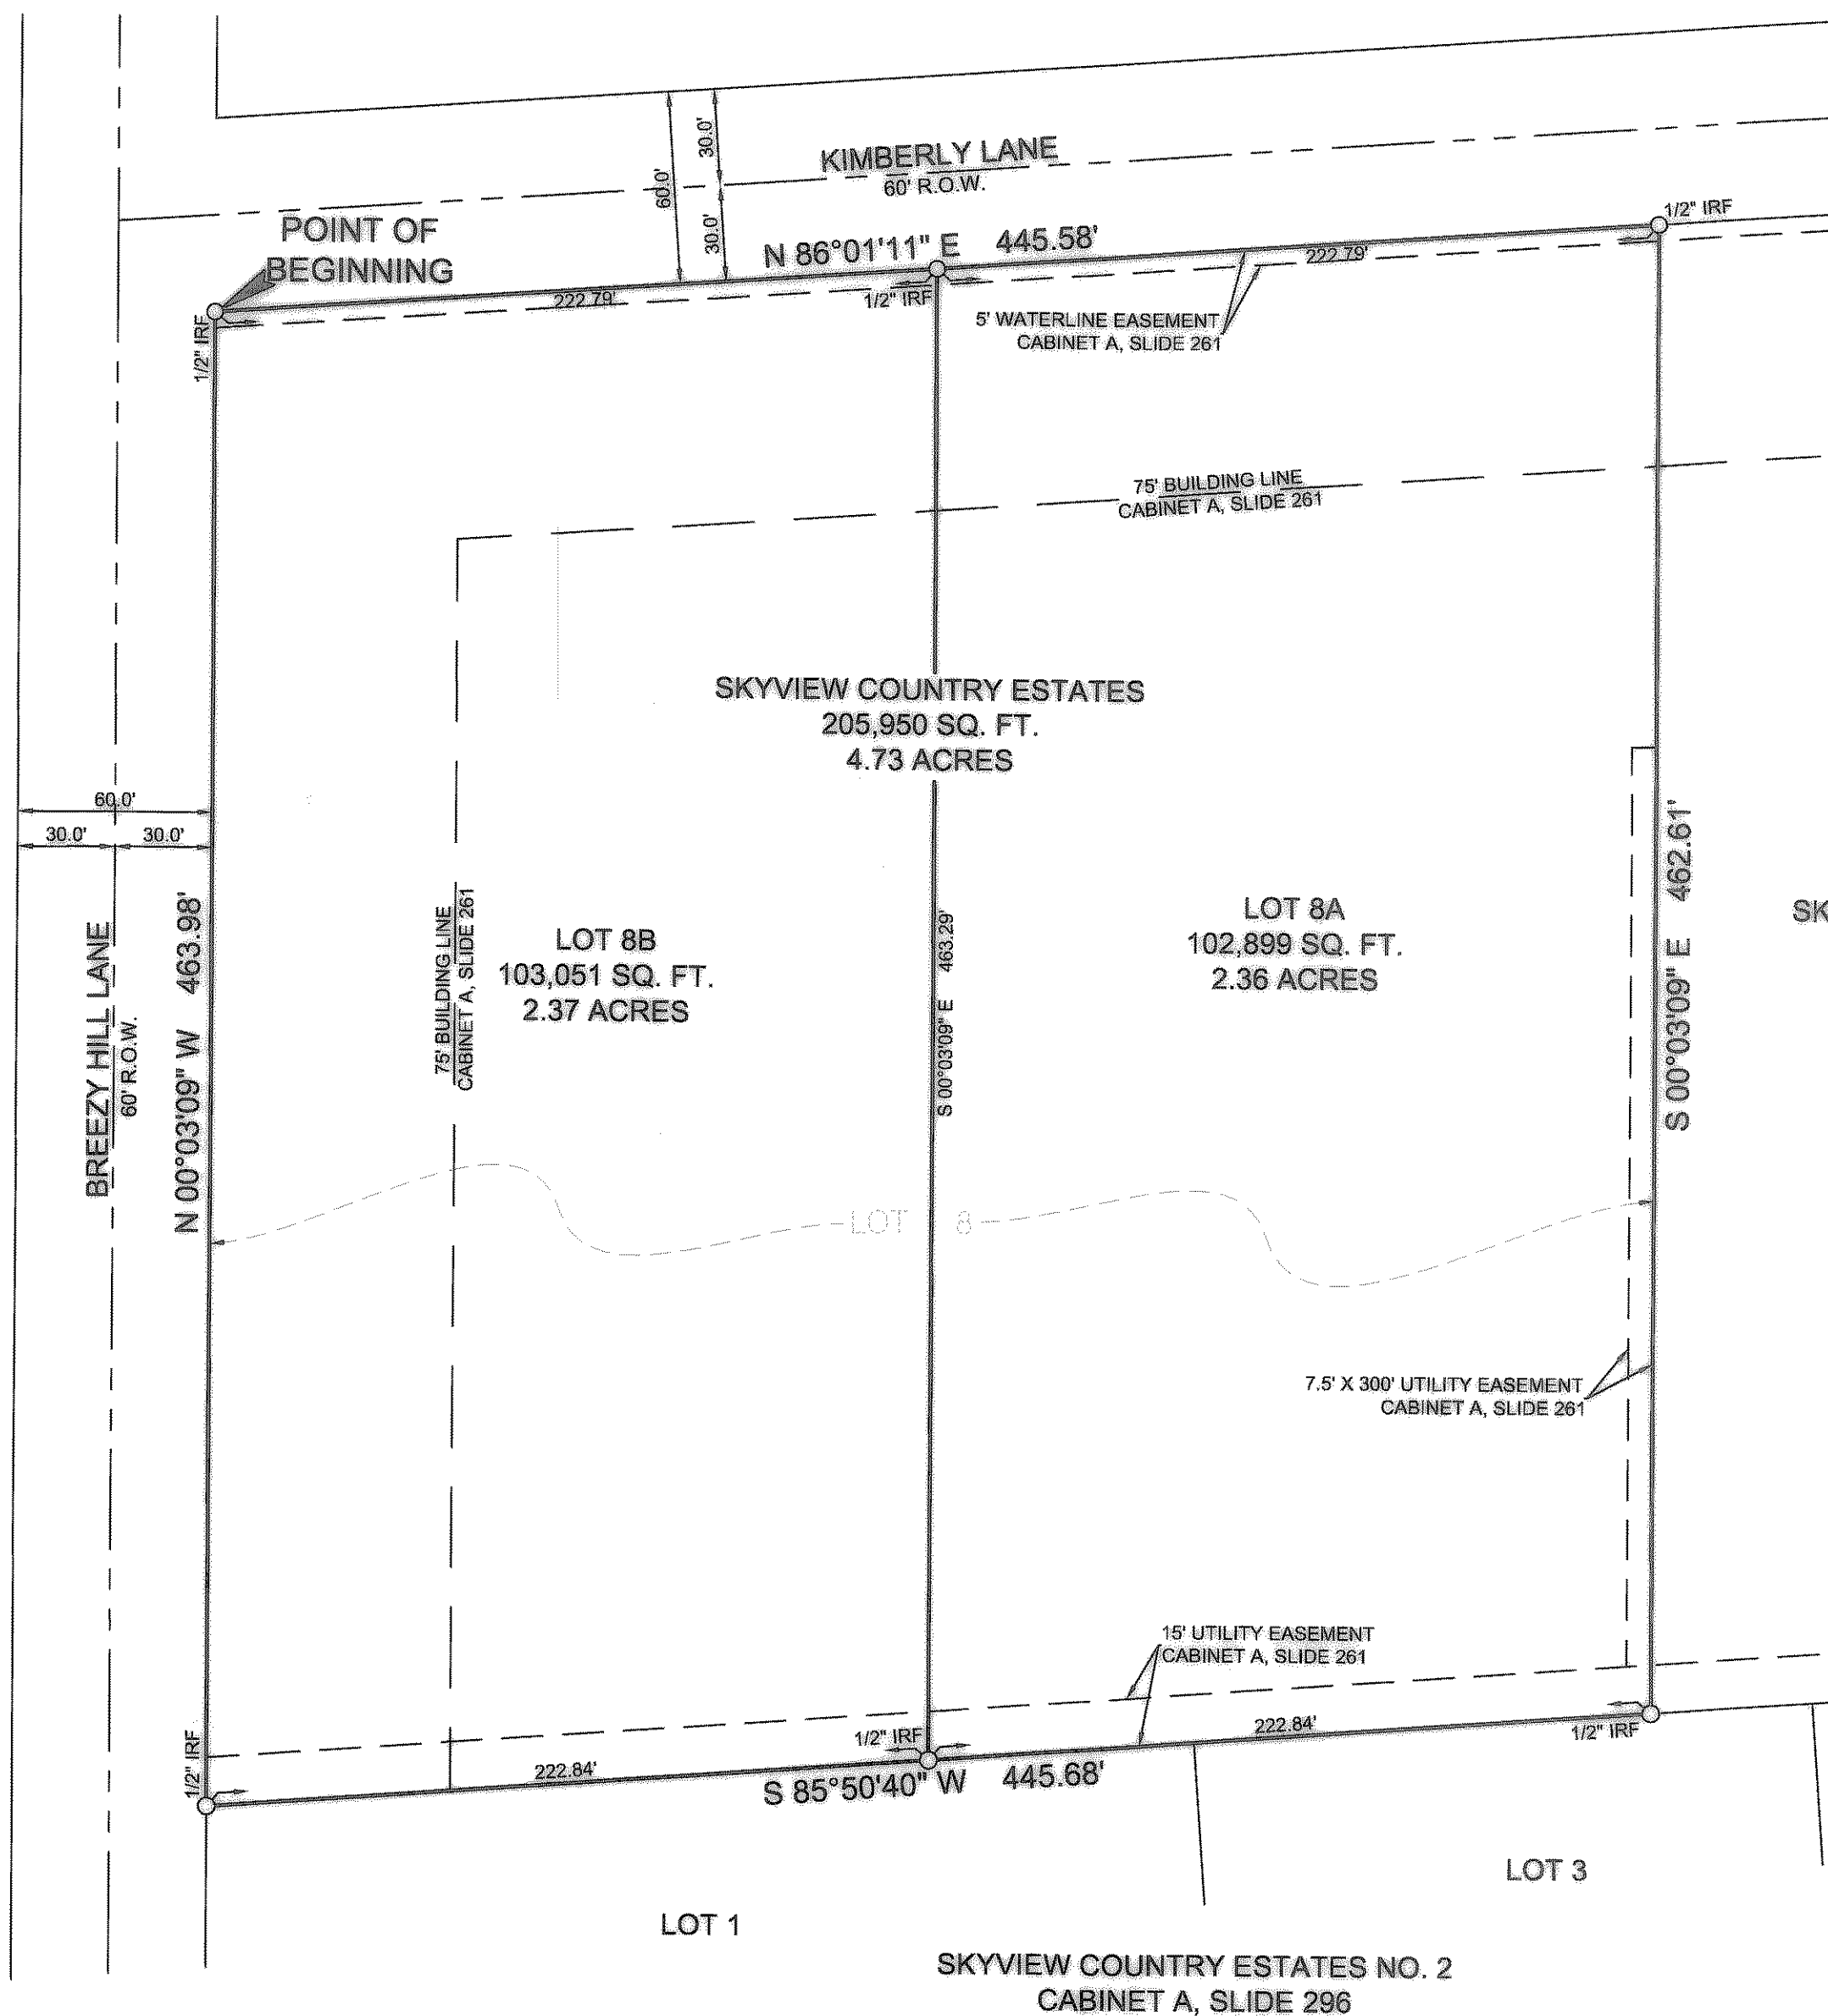 30.0'
60.0'
30.0'
KIMBERLY LANE
60' R.O.W.
1/2" IRF
POINT OF
BEGINNING
N 86°01'11" E 445.58'
222.79'
222.79'
1/2" IRF
1/2" IRF
5' WATERLINE EASEMENT
CABINET A, SLIDE 261
75' BUILDING LINE
CABINET A, SLIDE 261
SKYVIEW COUNTRY ESTATES
205,950 SQ. FT.
4.73 ACRES
60.0'
30.0'
30.0'
BREEZY HILL LANE
60' R.O.W.
N 00°03'09" W 463.98'
75' BUILDING LINE
CABINET A, SLIDE 261
LOT 8B
103,051 SQ. FT.
2.37 ACRES
S 00°03'09" E 463.29'
LOT 8A
102,899 SQ. FT.
2.36 ACRES
S 00°03'09" E 462.61'
SK
LOT 8
7.5' X 300' UTILITY EASEMENT
CABINET A, SLIDE 261
15' UTILITY EASEMENT
CABINET A, SLIDE 261
1/2" IRF
1/2" IRF
1/2" IRF
222.84'
222.84'
S 85°50'40" W 445.68'
LOT 3
LOT 1
SKYVIEW COUNTRY ESTATES NO. 2
CABINET A, SLIDE 296